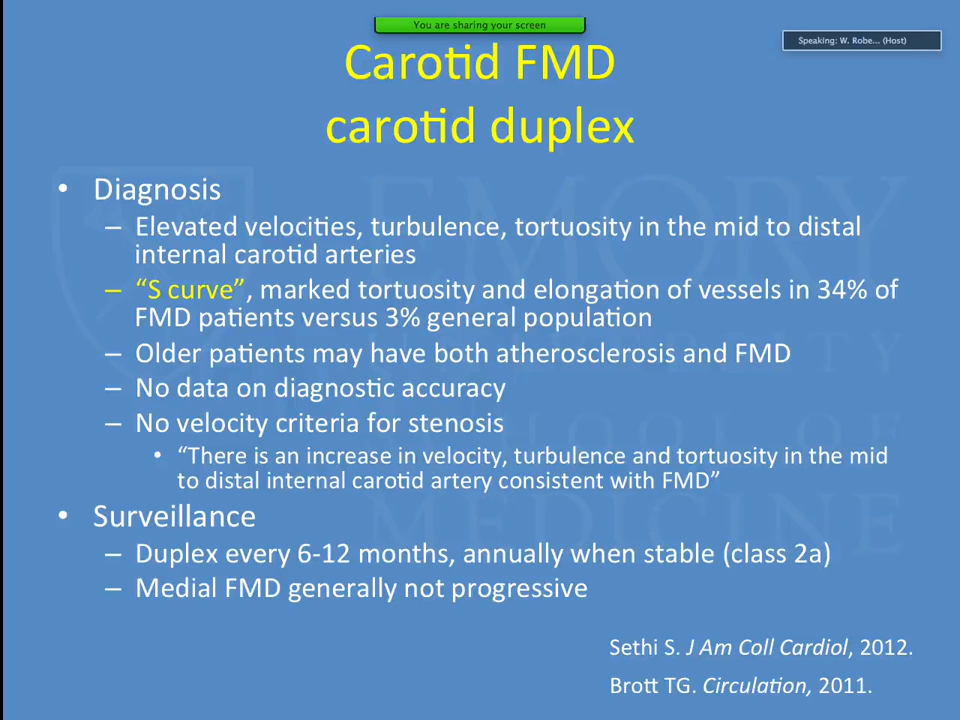 You are sharing your screen
Speaking: W. Robe... (Host)
Carotid FMD
carotid duplex
• Diagnosis
– Elevated velocities, turbulence, tortuosity in the mid to distal
internal carotid arteries
– “S curve”, marked tortuosity and elongation of vessels in 34% of
FMD patients versus 3% general population
– Older patients may have both atherosclerosis and FMD
– No data on diagnostic accuracy
– No velocity criteria for stenosis
• “There is an increase in velocity, turbulence and tortuosity in the mid
to distal internal carotid artery consistent with FMD”
• Surveillance
– Duplex every 6-12 months, annually when stable (class 2a)
– Medial FMD generally not progressive
Sethi S. J Am Coll Cardiol, 2012.
Brott TG. Circulation, 2011.
EMORY
UNIVERSITY
SCHOOL OF
MEDICINE